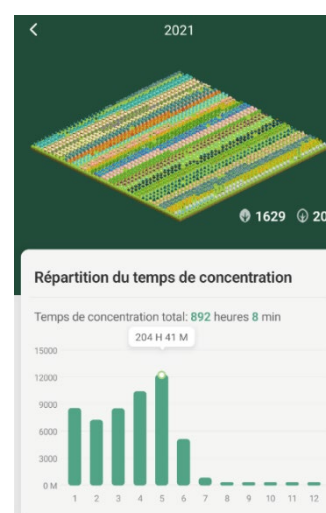 2021
1629 20
Répartition du temps de concentration
Temps de concentration total: 892 heures 8 min
204 H 41 M
15000
12000
9000
6000
3000
0 M
1 2 3 4 5 6 7 8 9 10 11 12